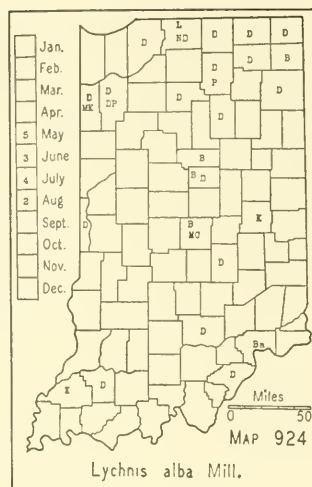 Jan.
Feb.
Mar.
Apr.
5 May
3 June
4 July
2 Aug
Sept.
Oct.
Nov.
Dec.
L
D ND D D D
D P D B
D D
MK DP D D
D
B
B D
B
MC K
D D
D
Ba
D
K D
Miles
0 50
MAP 924
Lychnis alba Mill.